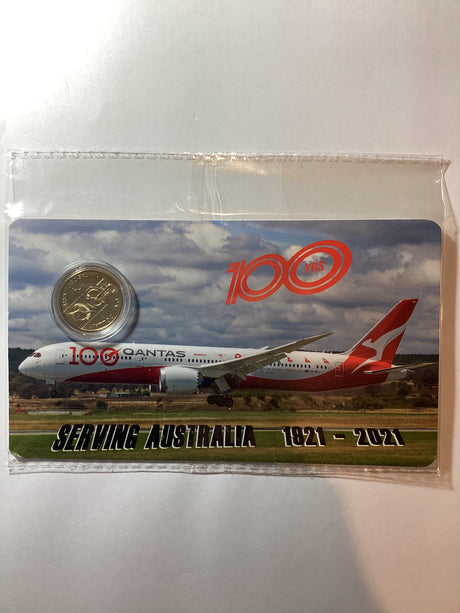 100
YRS
100 QANTAS
SERVING AUSTRALIA 1921 - 2021